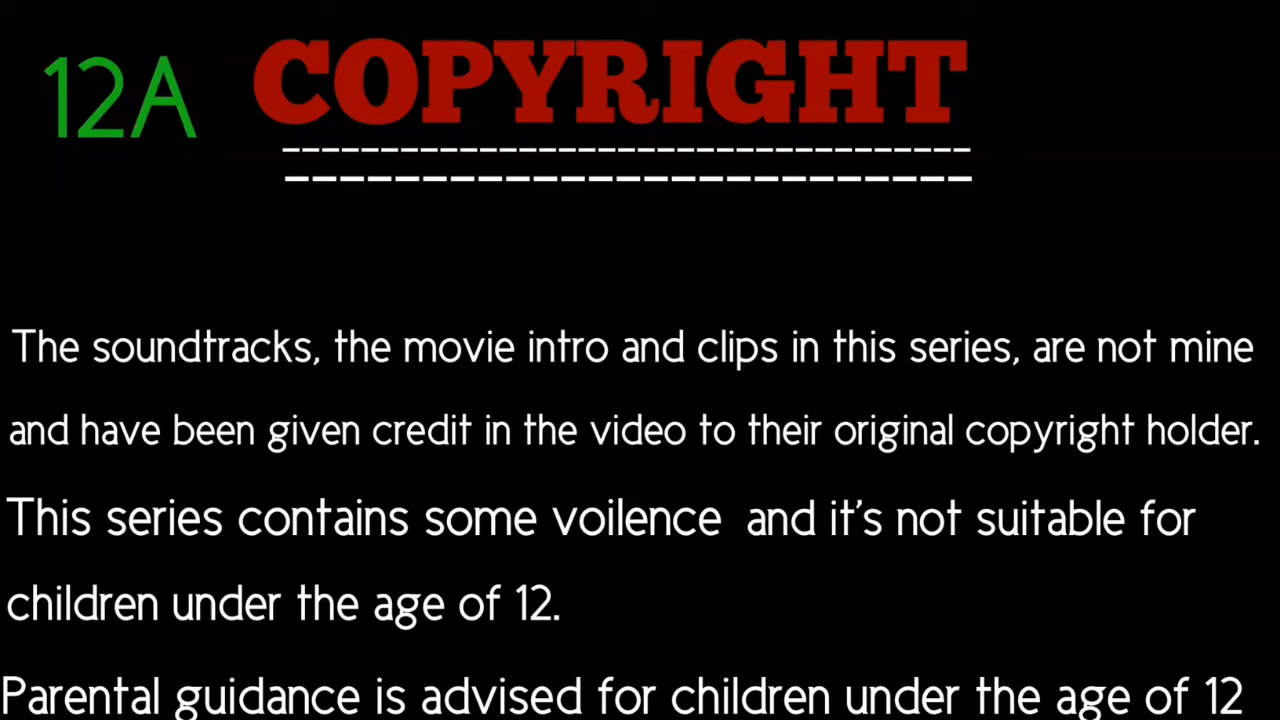 12A COPYRIGHT
The soundtracks, the movie intro and clips in this series, are not mine
and have been given credit in the video to their original copyright holder.
This series contains some voilence and it's not suitable for
children under the age of 12.
Parental guidance is advised for children under the age of 12